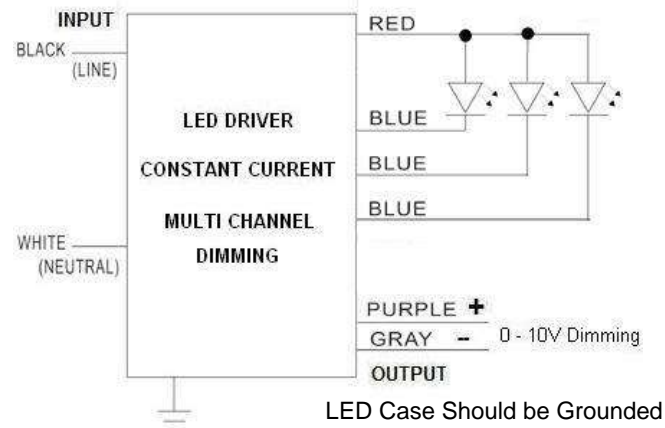 INPUT
BLACK
(LINE)
WHITE
(NEUTRAL)
LED DRIVER
CONSTANT CURRENT
MULTI CHANNEL
DIMMING
RED
BLUE
BLUE
BLUE
PURPLE +
GRAY –
0 - 10V Dimming
OUTPUT
LED Case Should be Grounded